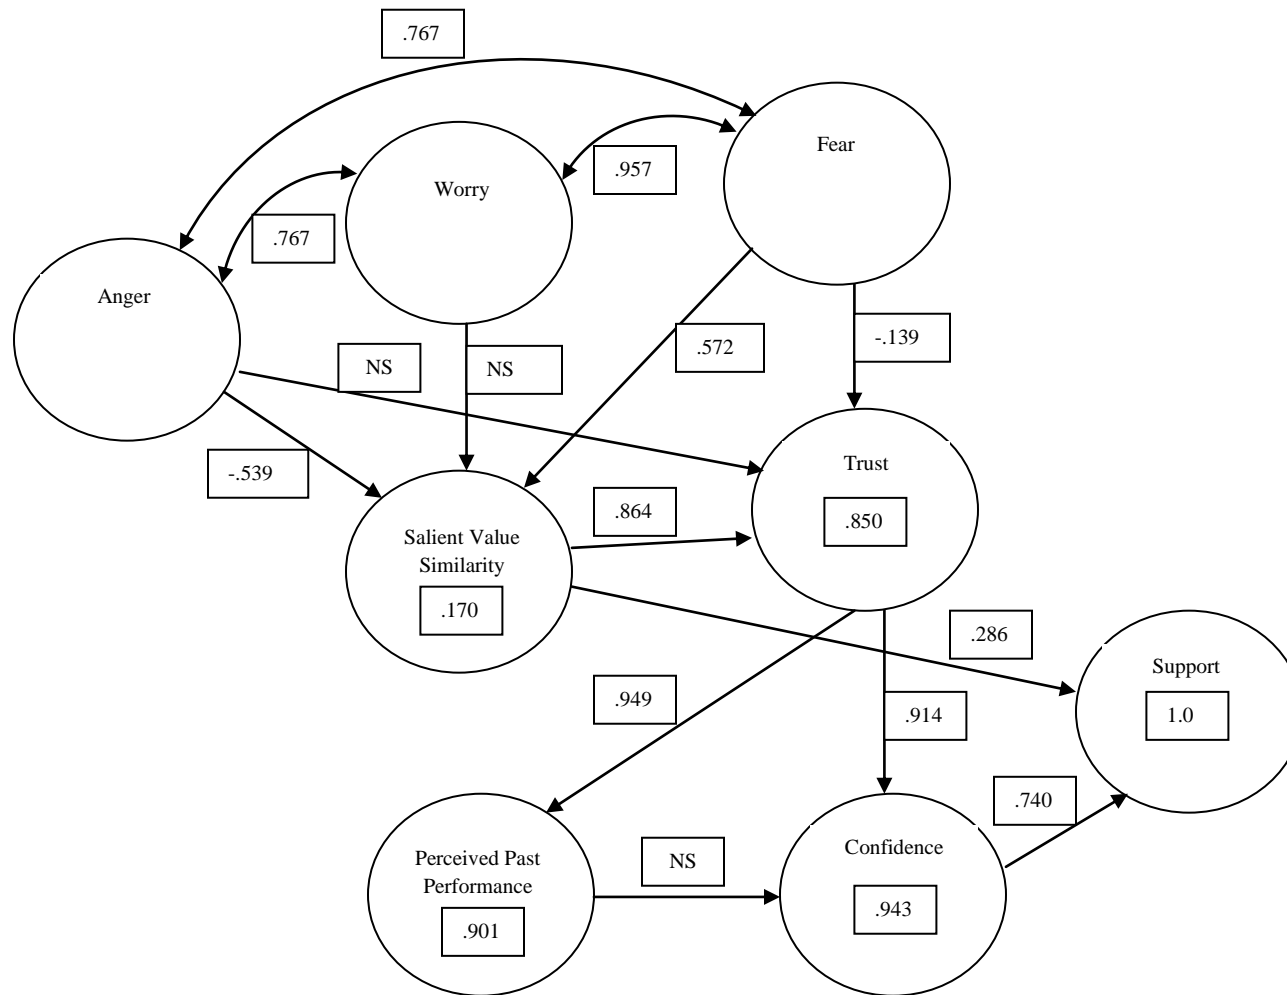 .767
Fear
.957
Worry
.767
Anger
NS
NS
.572
-.139
-.539
Trust
.850
.864
Salient Value
Similarity
.170
.286
Support
1.0
.949
.914
.740
Perceived Past
Performance
.901
NS
Confidence
.943